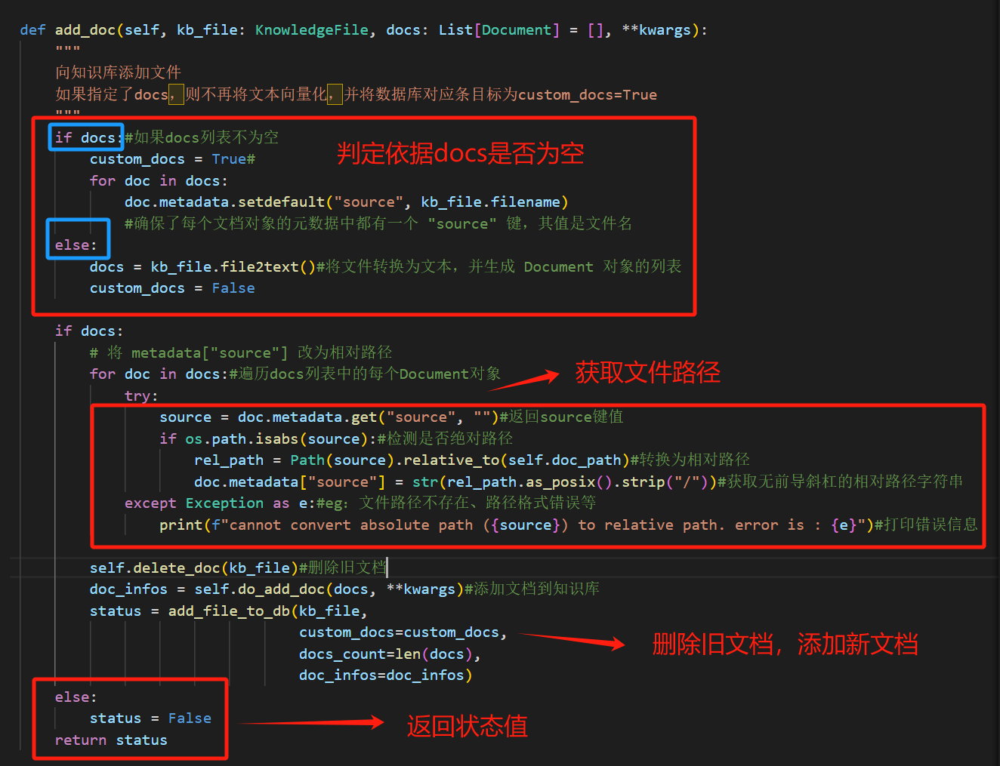 def add_doc(self, kb_file: KnowledgeFile, docs: List[Document] = [], **kwargs):
"""
向知识库添加文件
如果指定了docs，则不再将文本向量化，并将数据库对应条目标为custom_docs=True
"""
if docs:#如果docs列表不为空
判定依据docs是否为空
custom_docs = True#
for doc in docs:
doc.metadata.setdefault("source", kb_file.filename)
#确保了每个文档对象的元数据中都有一个 "source" 键，其值是文件名
else:
docs = kb_file.file2text()#将文件转换为文本，并生成 Document 对象的列表
custom_docs = False
if docs:
# 将 metadata["source"] 改为相对路径
for doc in docs:#遍历docs列表中的每个Document对象
获取文件路径
try:
source = doc.metadata.get("source", "")#返回source键值
if os.path.isabs(source):#检测是否绝对路径
rel_path = Path(source).relative_to(self.doc_path)#转换为相对路径
doc.metadata["source"] = str(rel_path.as_posix().strip("/"))#获取无前导斜杠的相对路径字符串
except Exception as e:#eg：文件路径不存在、路径格式错误等
print(f"cannot convert absolute path ({source}) to relative path. error is : {e}")#打印错误信息
self.delete_doc(kb_file)#删除旧文档
doc_infos = self.do_add_doc(docs, **kwargs)#添加文档到知识库
status = add_file_to_db(kb_file,
custom_docs=custom_docs,
删除旧文档，添加新文档
docs_count=len(docs),
doc_infos=doc_infos)
else:
status = False
返回状态值
return status